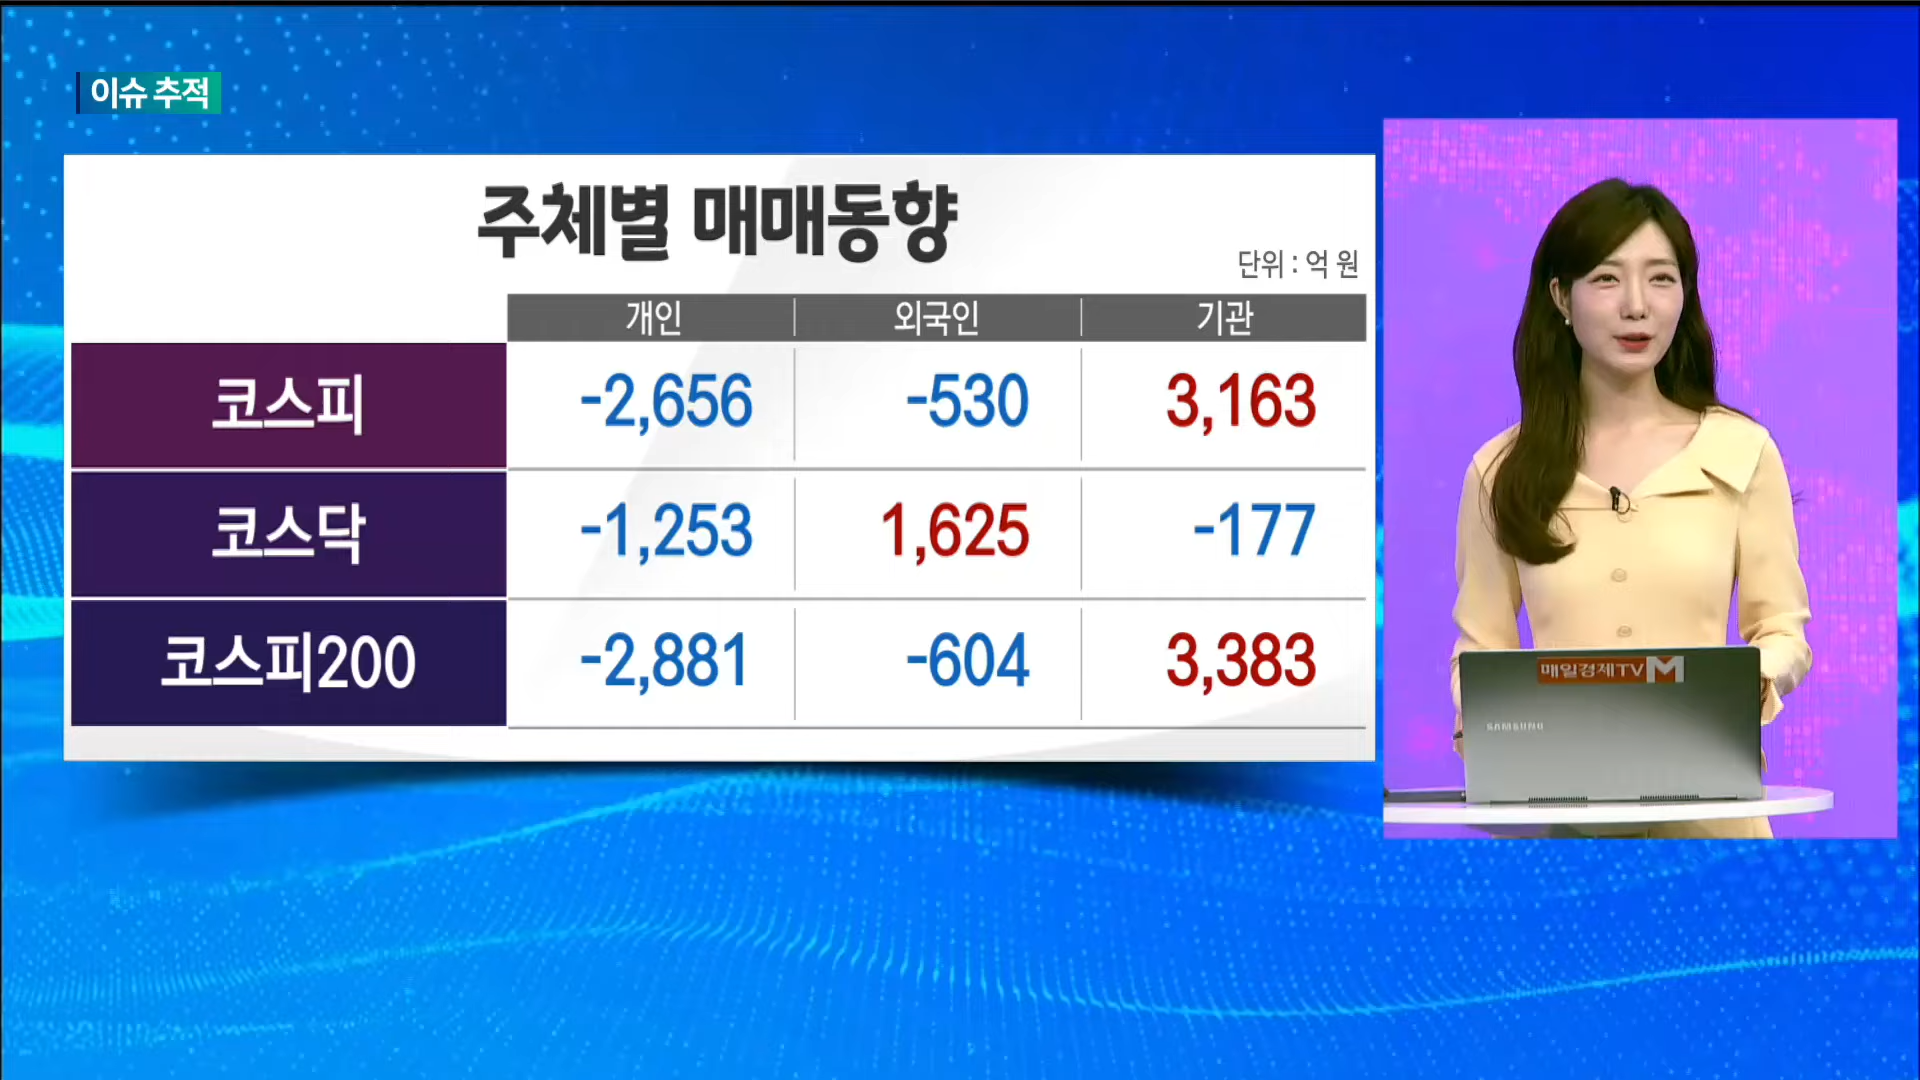 이슈 추적
주체별 매매동향
단위 : 억 원
개인 외국인 기관
코스피 -2,656 -530 3,163
코스닥 -1,253 1,625 -177
코스피200 -2,881 -604 3,383
매일경제TV M
SAMSUNG